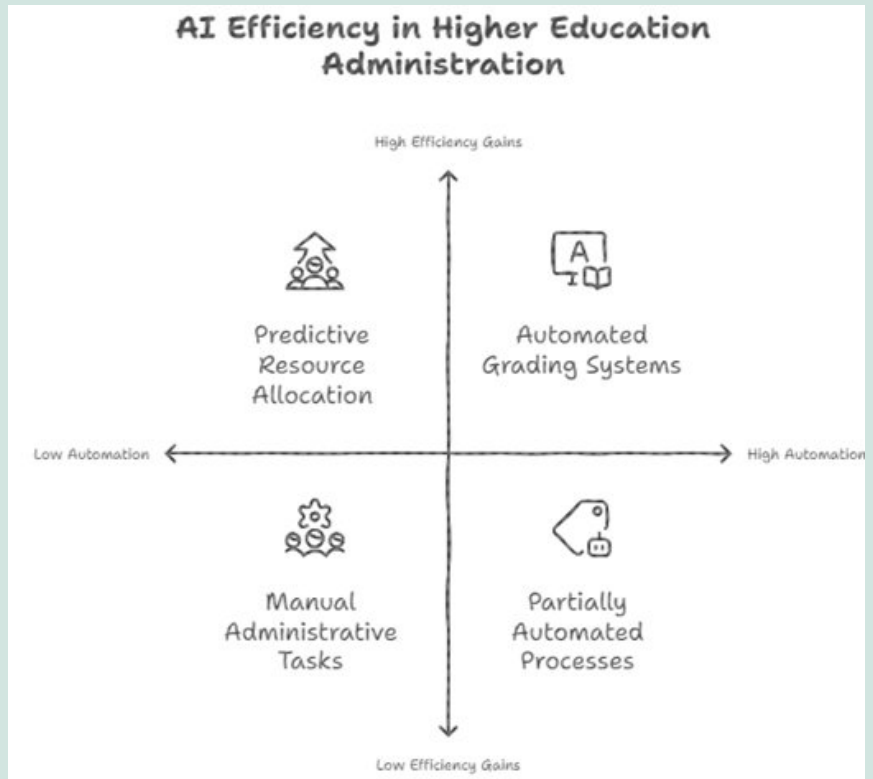 AI Efficiency in Higher Education
Administration
High Efficiency Gains
A
Predictive
Resource
Allocation
Automated
Grading Systems
Low Automation
High Automation
Manual
Administrative
Tasks
Partially
Automated
Processes
Low Efficiency Gains